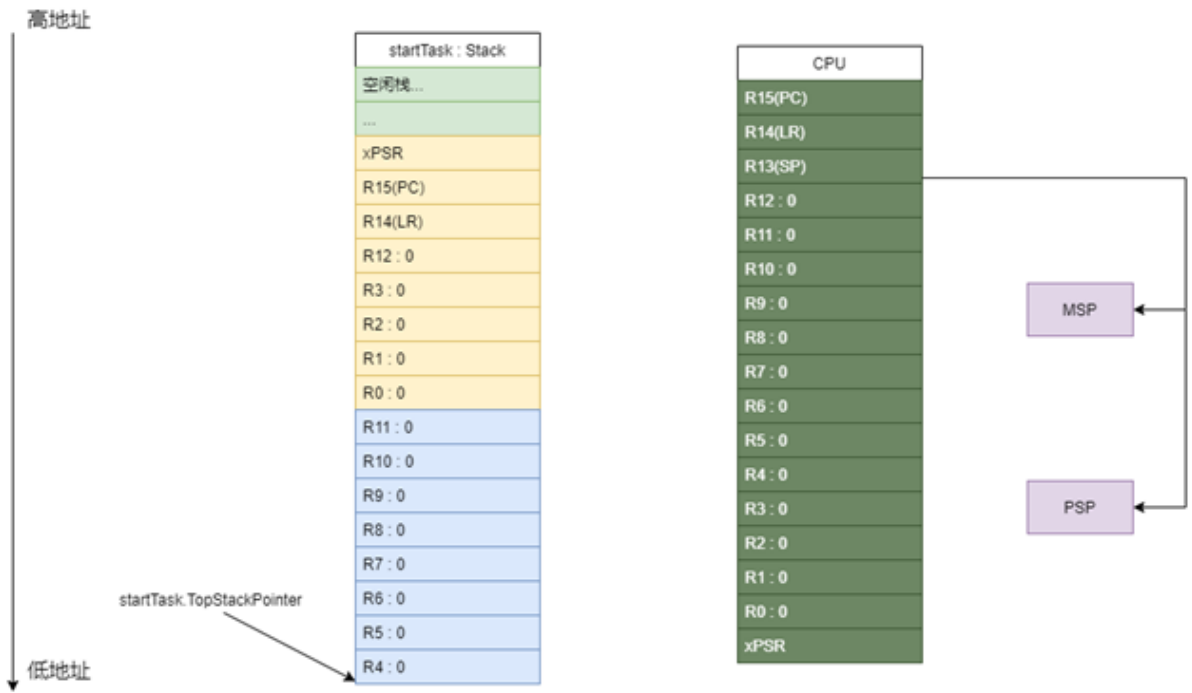 高地址
startTask : Stack
空闲栈...
...
xPSR
R15(PC)
R14(LR)
R12 : 0
R3 : 0
R2 : 0
R1 : 0
R0 : 0
R11 : 0
R10 : 0
R9 : 0
R8 : 0
R7 : 0
R6 : 0
R5 : 0
R4 : 0
startTask.TopStackPointer
低地址
CPU
R15(PC)
R14(LR)
R13(SP)
R12 : 0
R11 : 0
R10 : 0
R9 : 0
R8 : 0
R7 : 0
R6 : 0
R5 : 0
R4 : 0
R3 : 0
R2 : 0
R1 : 0
R0 : 0
xPSR
MSP
PSP